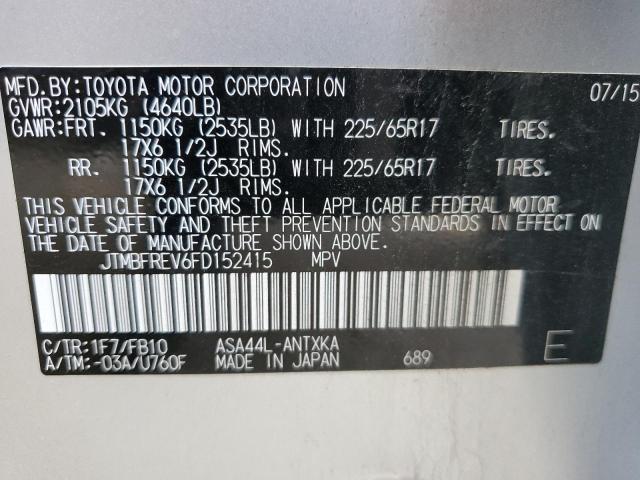 MFD.BY:TOYOTA MOTOR CORPORATION 07/15
GVWR:2105KG (4640LB)
GAWR:FRT. 1150KG (2535LB) WITH 225/65R17 TIRES.
17X6 1/2J RIMS.
RR. 1150KG (2535LB) WITH 225/65R17 TIRES.
17X6 1/2J RIMS.
THIS VEHICLE CONFORMS TO ALL APPLICABLE FEDERAL MOTOR
VEHICLE SAFETY AND THEFT PREVENTION STANDARDS IN EFFECT ON
THE DATE OF MANUFACTURE SHOWN ABOVE.
JTMBFREV6FD152415 MPV
C/TR:1F7/FB10 ASA44L-ANTXKA
A/TM:-03A/U760F MADE IN JAPAN 689 E